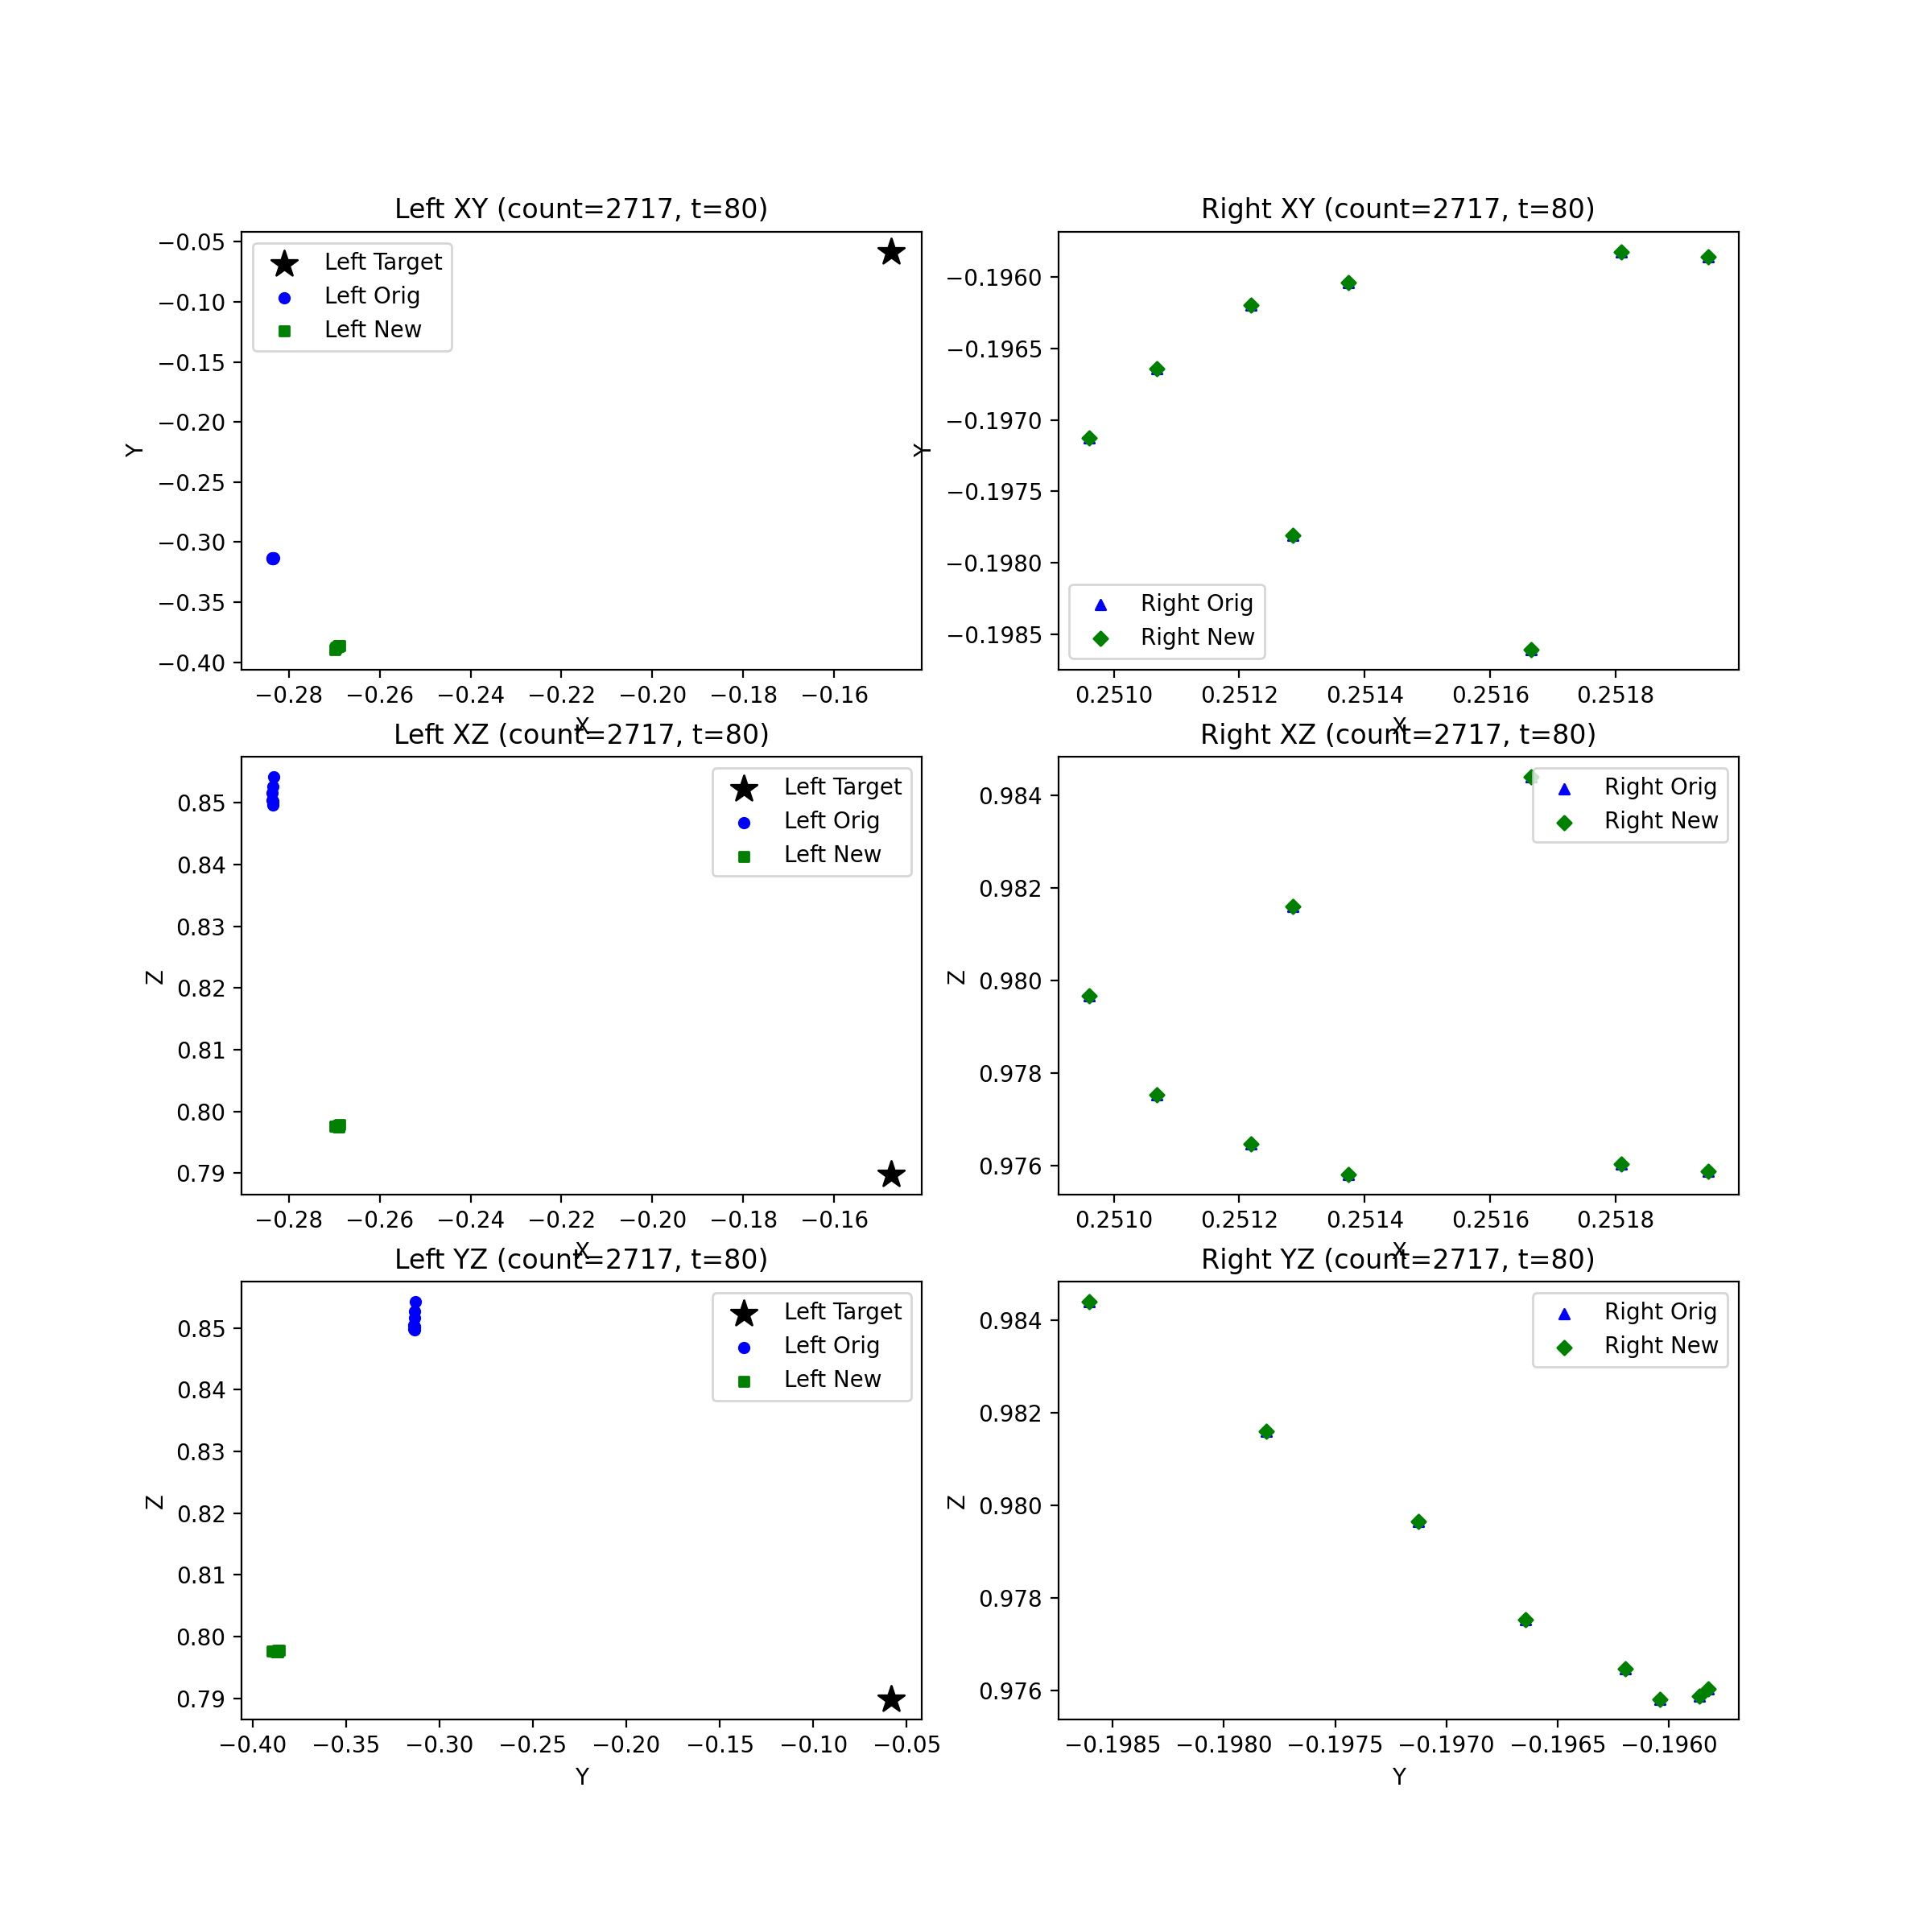 Left XY (count=2717, t=80)
Left Target
Left Orig
Left New
−0.05
−0.10
−0.15
−0.20
−0.25
−0.30
−0.35
−0.40
Y
−0.28
−0.26
−0.24
−0.22
−0.20
−0.18
−0.16
X
Right XY (count=2717, t=80)
−0.1960
−0.1965
−0.1970
−0.1975
−0.1980
−0.1985
Y
Right Orig
Right New
0.2510
0.2512
0.2514
0.2516
0.2518
X
Left XZ (count=2717, t=80)
Left Target
Left Orig
Left New
0.85
0.84
0.83
0.82
0.81
0.80
0.79
Z
−0.28
−0.26
−0.24
−0.22
−0.20
−0.18
−0.16
X
Right XZ (count=2717, t=80)
Right Orig
Right New
0.984
0.982
0.980
0.978
0.976
Z
0.2510
0.2512
0.2514
0.2516
0.2518
X
Left YZ (count=2717, t=80)
Left Target
Left Orig
Left New
0.85
0.84
0.83
0.82
0.81
0.80
0.79
Z
−0.40
−0.35
−0.30
−0.25
−0.20
−0.15
−0.10
−0.05
Y
Right YZ (count=2717, t=80)
Right Orig
Right New
0.984
0.982
0.980
0.978
0.976
Z
−0.1985
−0.1980
−0.1975
−0.1970
−0.1965
−0.1960
Y